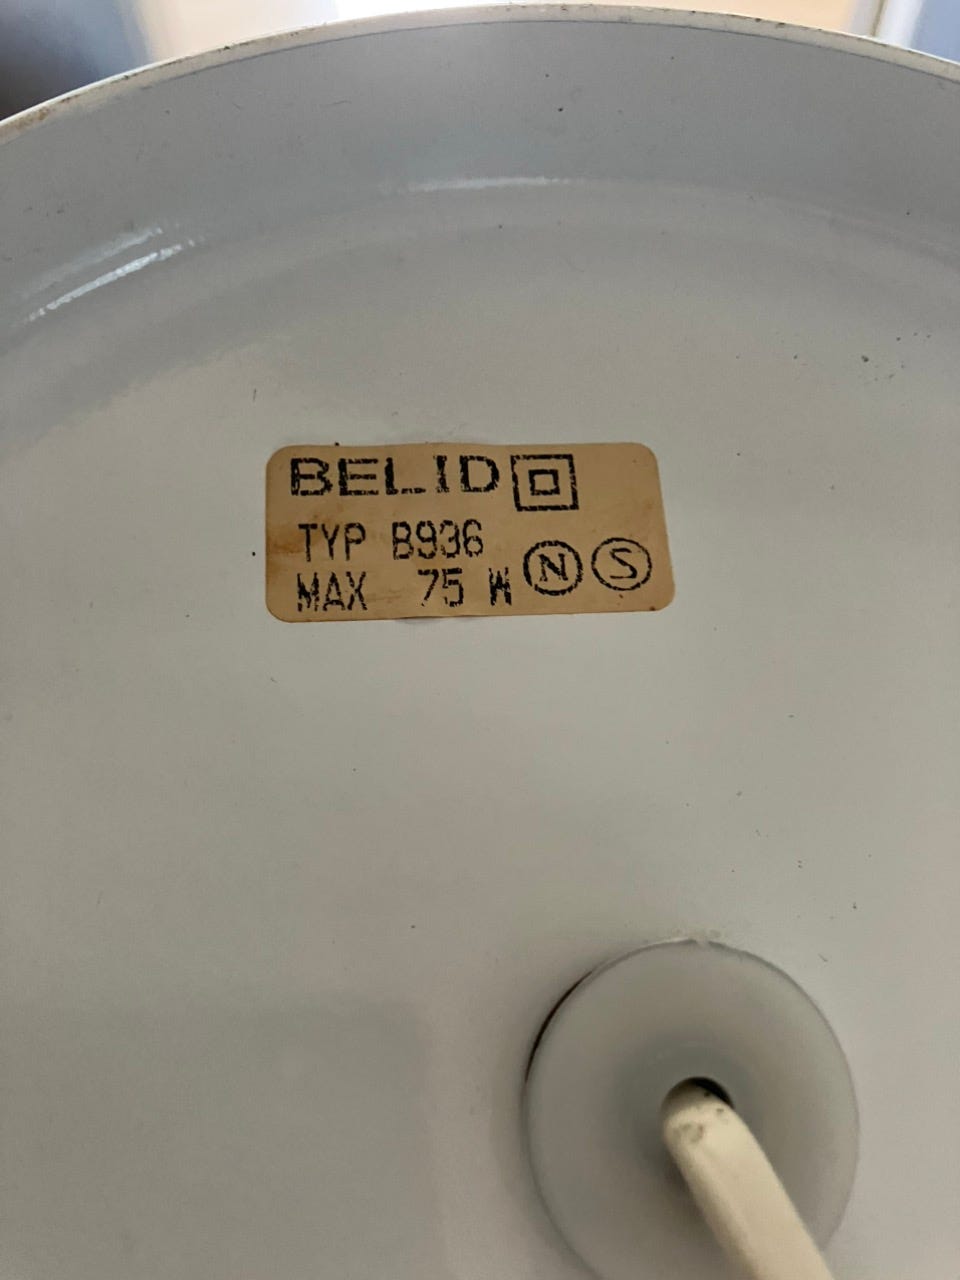 BELID
TYP B936
MAX 75 W N S